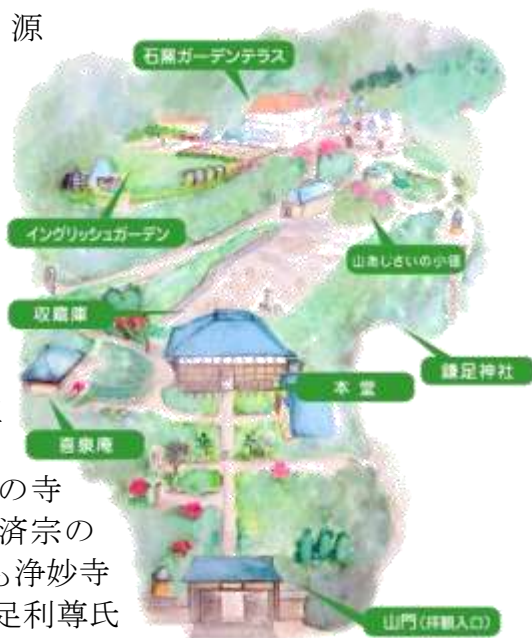 源
石窯ガーデンテラス
イングリッシュガーデン
山あじさいの小径
収蔵庫
鎌足神社
本堂
喜泉庵
の寺
済宗の
も浄妙寺
足利尊氏
山門(拝観入口)